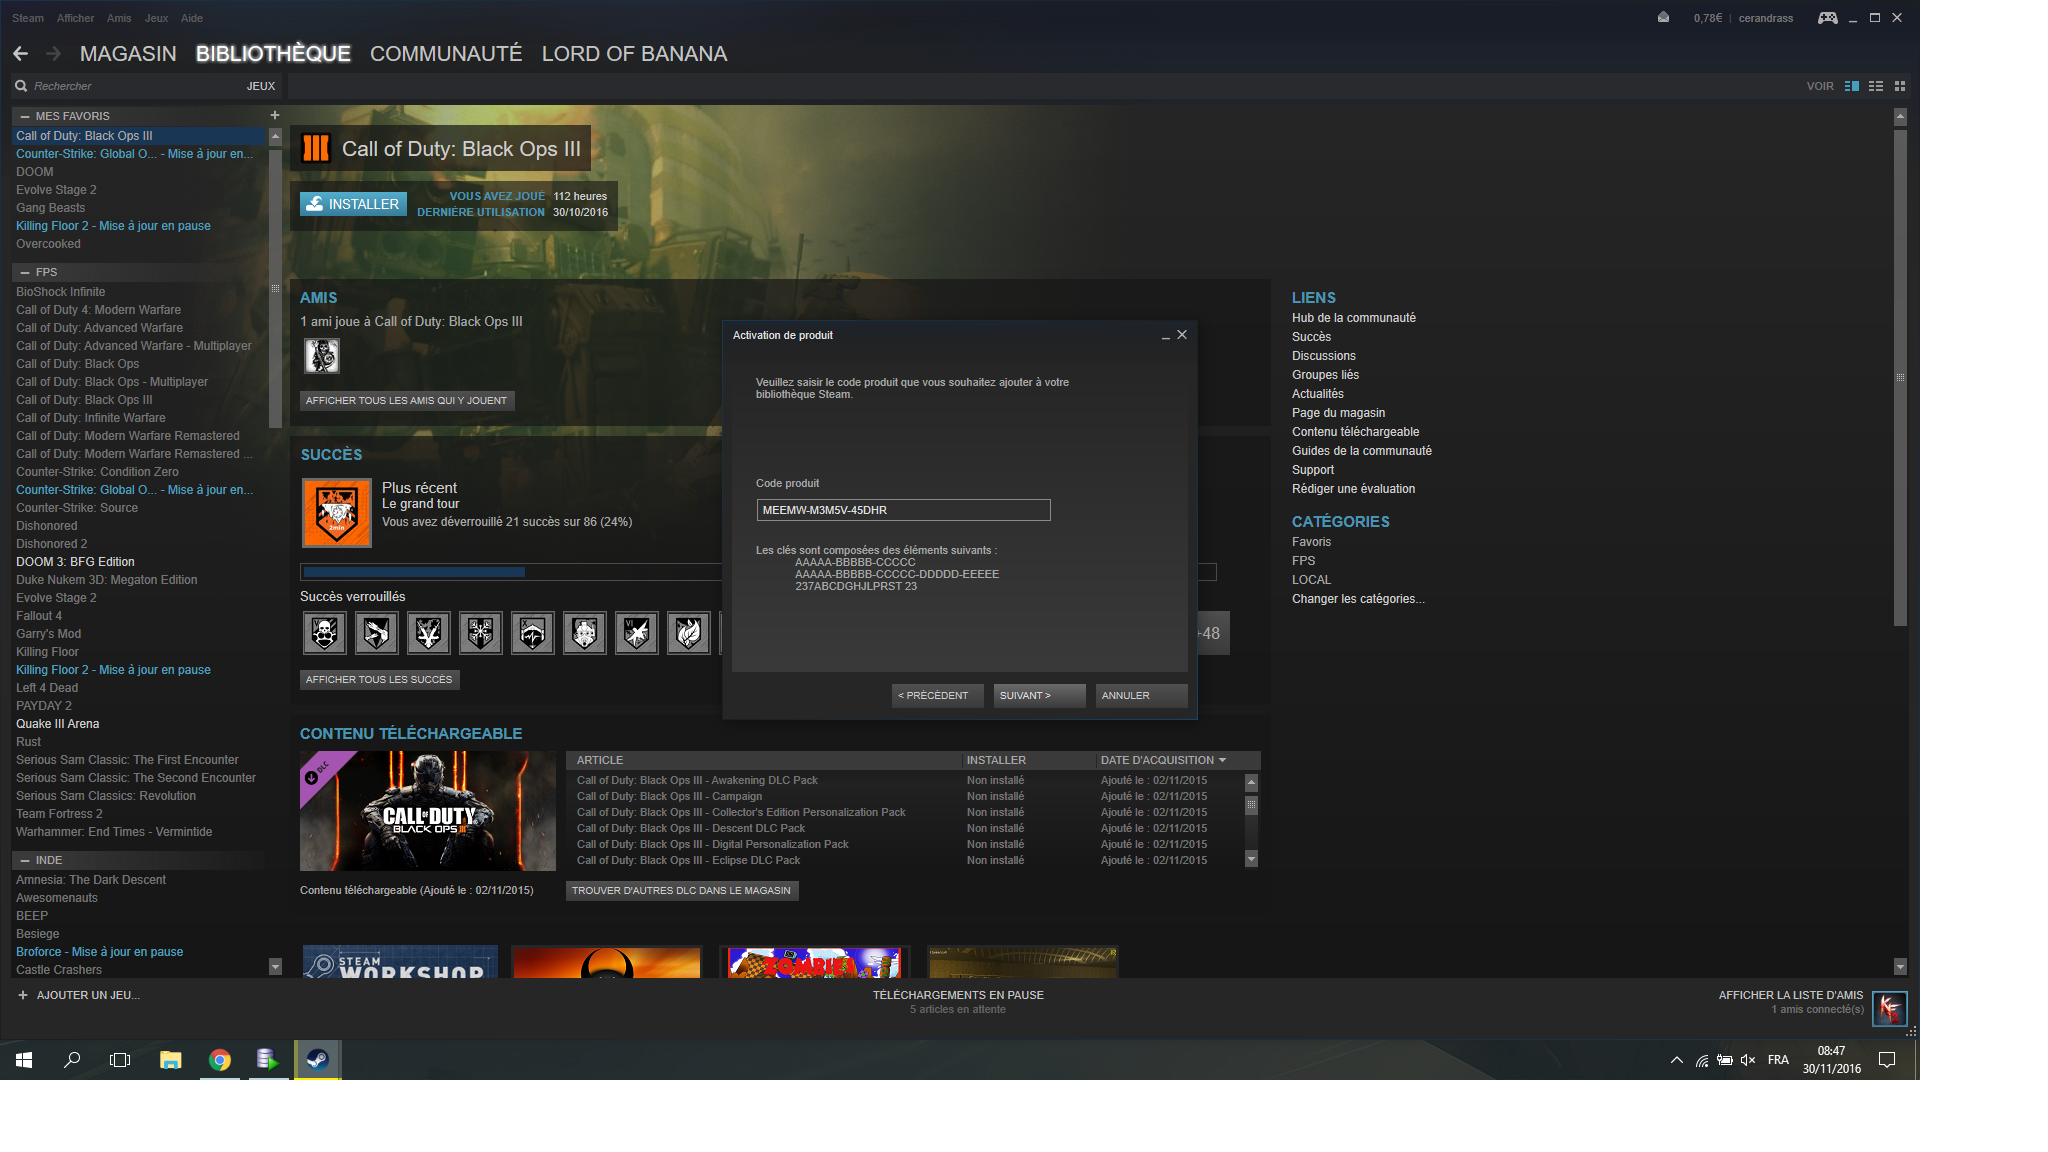 Steam Afficher Amis Jeux Aide
0,78€ | cerandrass
MAGASIN BIBLIOTHÈQUE COMMUNAUTÉ LORD OF BANANA
Rechercher JEUX
VOIR
MES FAVORIS
Call of Duty: Black Ops III
Counter-Strike: Global O... - Mise à jour en...
DOOM
Evolve Stage 2
Gang Beasts
Killing Floor 2 - Mise à jour en pause
Overcooked
FPS
BioShock Infinite
Call of Duty 4: Modern Warfare
Call of Duty: Advanced Warfare
Call of Duty: Advanced Warfare - Multiplayer
Call of Duty: Black Ops
Call of Duty: Black Ops - Multiplayer
Call of Duty: Black Ops III
Call of Duty: Infinite Warfare
Call of Duty: Modern Warfare Remastered
Call of Duty: Modern Warfare Remastered ...
Counter-Strike: Condition Zero
Counter-Strike: Global O... - Mise à jour en...
Counter-Strike: Source
Dishonored
Dishonored 2
DOOM 3: BFG Edition
Duke Nukem 3D: Megaton Edition
Evolve Stage 2
Fallout 4
Garry's Mod
Killing Floor
Killing Floor 2 - Mise à jour en pause
Left 4 Dead
PAYDAY 2
Quake III Arena
Rust
Serious Sam Classic: The First Encounter
Serious Sam Classic: The Second Encounter
Serious Sam Classics: Revolution
Team Fortress 2
Warhammer: End Times - Vermintide
INDE
Amnesia: The Dark Descent
Awesomenauts
BEEP
Besiege
Broforce - Mise à jour en pause
Castle Crashers
Call of Duty: Black Ops III
INSTALLER
VOUS AVEZ JOUÉ 112 heures
DERNIÈRE UTILISATION 30/10/2016
AMIS
1 ami joue à Call of Duty: Black Ops III
AFFICHER TOUS LES AMIS QUI Y JOUENT
SUCCÈS
Plus récent
Le grand tour
Vous avez déverrouillé 21 succès sur 86 (24%)
2min
Succès verrouillés
+48
AFFICHER TOUS LES SUCCÈS
CONTENU TÉLÉCHARGEABLE
DLC
CALL OF DUTY
BLACK OPS III
Contenu téléchargeable (Ajouté le : 02/11/2015)
ARTICLE INSTALLER DATE D'ACQUISITION
Call of Duty: Black Ops III - Awakening DLC Pack Non installé Ajouté le : 02/11/2015
Call of Duty: Black Ops III - Campaign Non installé Ajouté le : 02/11/2015
Call of Duty: Black Ops III - Collector's Edition Personalization Pack Non installé Ajouté le : 02/11/2015
Call of Duty: Black Ops III - Descent DLC Pack Non installé Ajouté le : 02/11/2015
Call of Duty: Black Ops III - Digital Personalization Pack Non installé Ajouté le : 02/11/2015
Call of Duty: Black Ops III - Eclipse DLC Pack Non installé Ajouté le : 02/11/2015
TROUVER D'AUTRES DLC DANS LE MAGASIN
STEAM
WORKSHOP
ZOMBIES
Activation de produit
Veuillez saisir le code produit que vous souhaitez ajouter à votre
bibliothèque Steam.
Code produit
MEEMW-M3M5V-45DHR
Les clés sont composées des éléments suivants :
AAAAA-BBBBB-CCCCC
AAAAA-BBBBB-CCCCC-DDDDD-EEEEE
237ABCDGHJLPRST 23
< PRÉCÉDENT
SUIVANT >
ANNULER
LIENS
Hub de la communauté
Succès
Discussions
Groupes liés
Actualités
Page du magasin
Contenu téléchargeable
Guides de la communauté
Support
Rédiger une évaluation
CATÉGORIES
Favoris
FPS
LOCAL
Changer les catégories...
+ AJOUTER UN JEU...
TÉLÉCHARGEMENTS EN PAUSE
5 articles en attente
AFFICHER LA LISTE D'AMIS
1 amis connecté(s)
FRA
08:47
30/11/2016